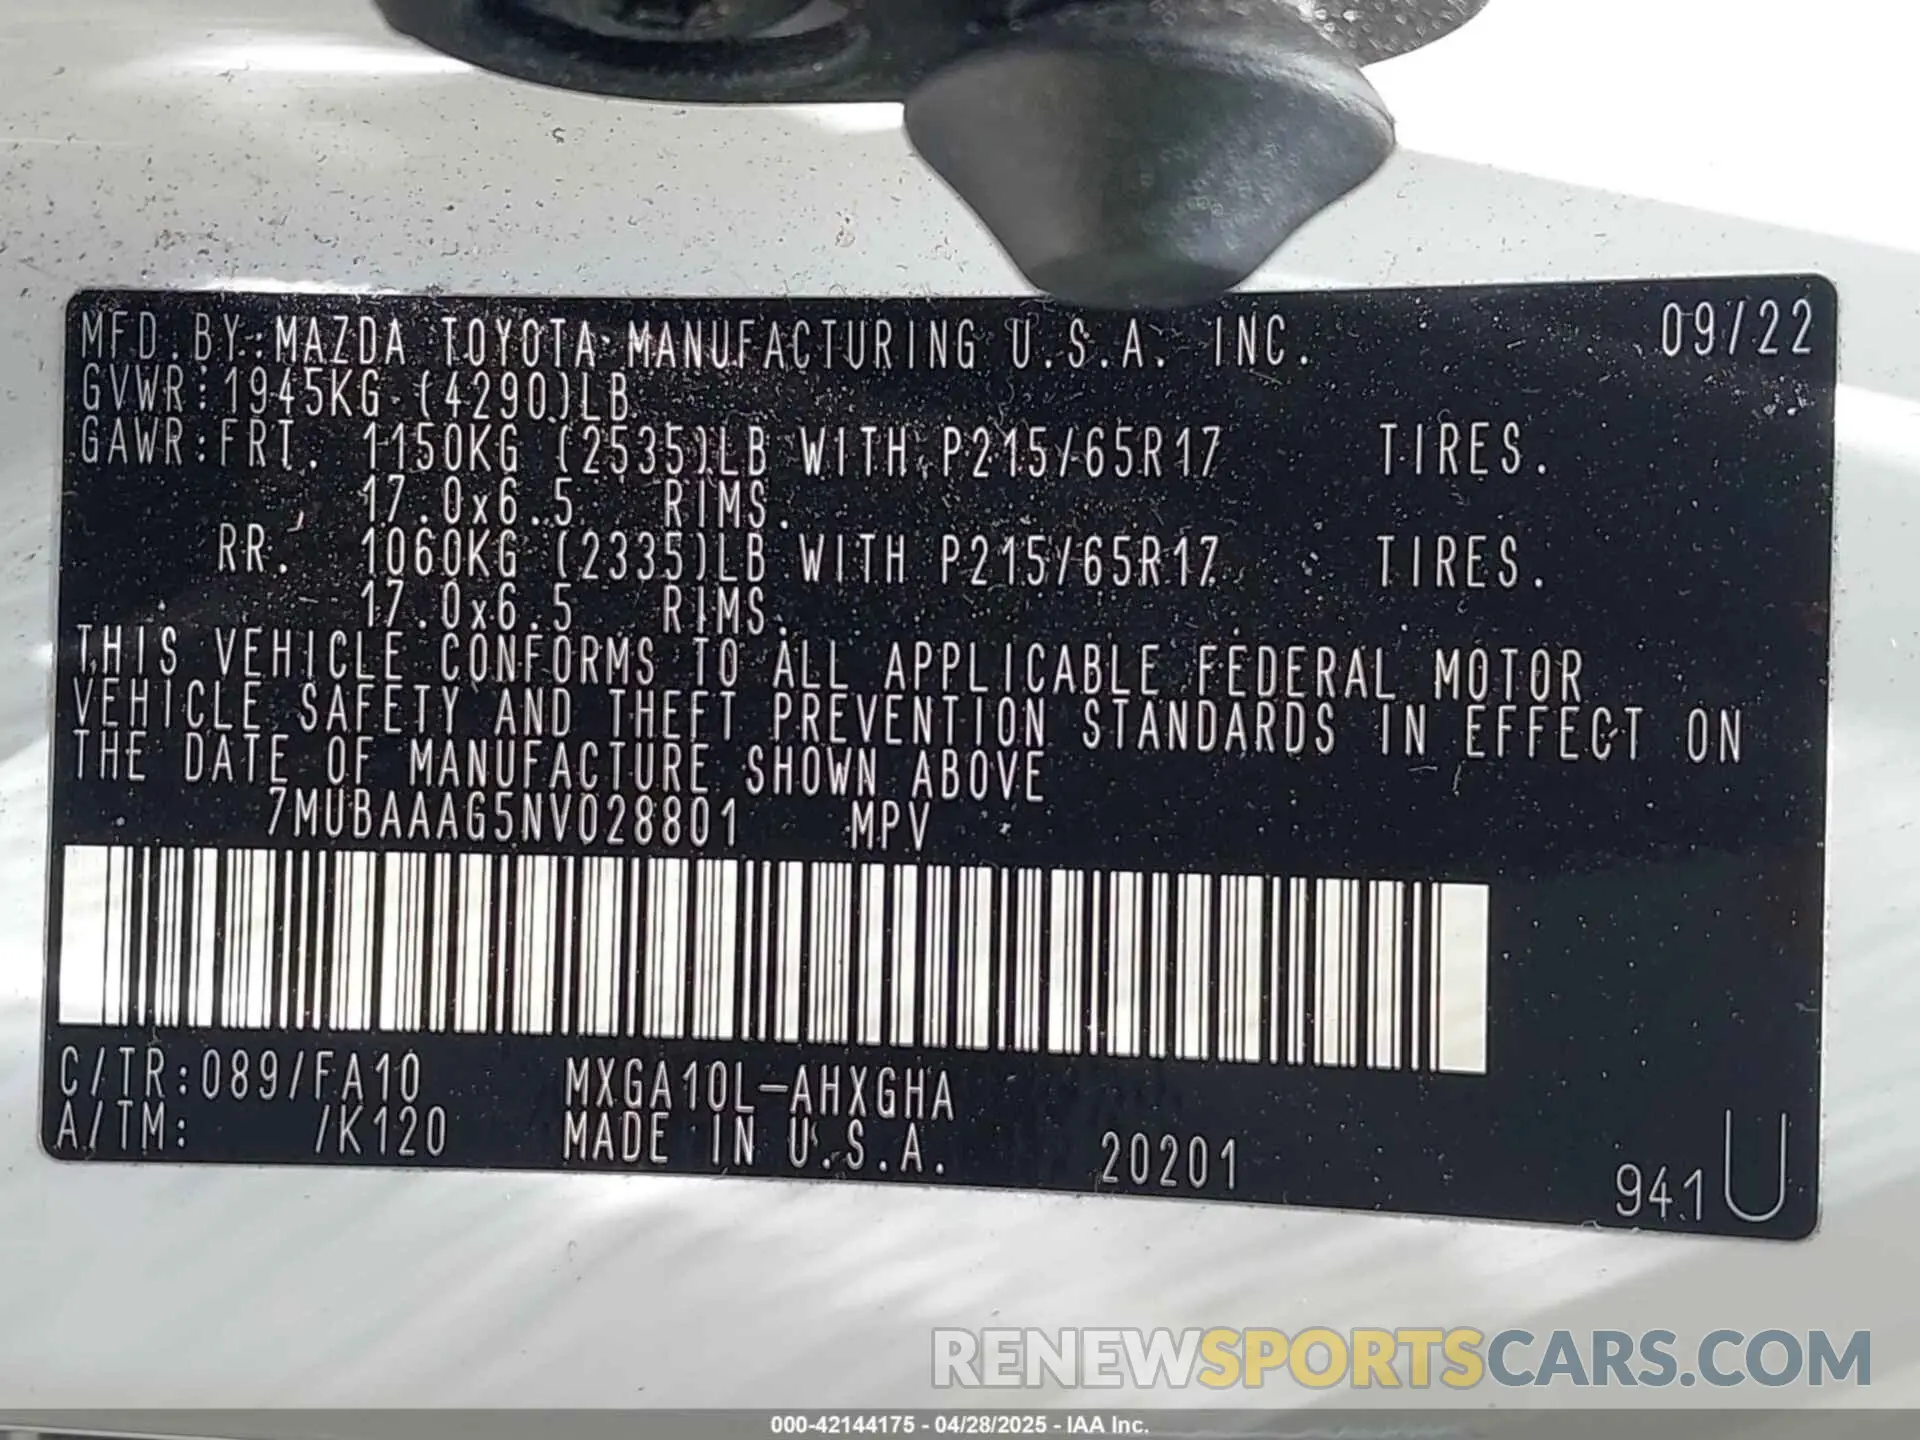 MFD.BY:MAZDA TOYOTA MANUFACTURING U.S.A. INC. 09/22
GVWR:1945KG (4290)LB
GAWR:FRT. 1150KG (2535)LB WITH P215/65R17 TIRES.
17.0x6.5 RIMS.
RR. 1060KG (2335)LB WITH P215/65R17 TIRES.
17.0x6.5 RIMS.
THIS VEHICLE CONFORMS TO ALL APPLICABLE FEDERAL MOTOR
VEHICLE SAFETY AND THEFT PREVENTION STANDARDS IN EFFECT ON
THE DATE OF MANUFACTURE SHOWN ABOVE
7MUBAAAG5NV028801 MPV
C/TR:089/FA10 MXGA10L-AHXGHA
A/TM: /K120 MADE IN U.S.A. 20201 941U
RENEWSPORTSCARS.COM
000-42144175 - 04/28/2025 - IAA Inc.